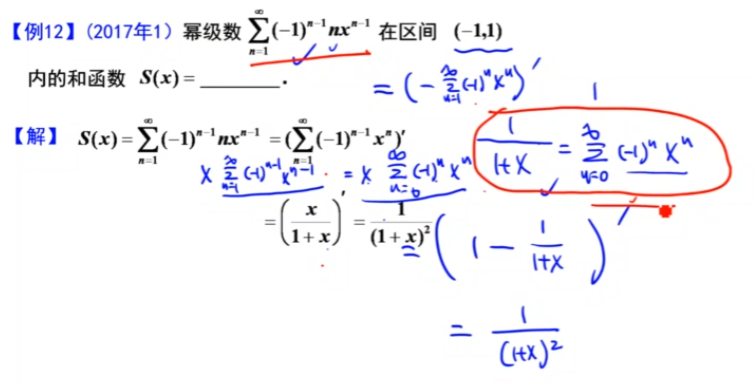 【例12】(2017年1) 幂级数 $\sum_{n=1}^{\infty}(-1)^{n-1}nx^{n-1}$ 在区间 (-1,1)
内的和函数 S(x) = ______.
$= \left(-\sum_{n=1}^{\infty}(-1)^n x^n\right)'$
【解】 $S(x)=\sum_{n=1}^{\infty}(-1)^{n-1}nx^{n-1}=(\sum_{n=1}^{\infty}(-1)^{n-1}x^n)'$
$\frac{1}{1+x}=\sum_{n=0}^{\infty}(-1)^n x^n$
1
$x\sum_{n=1}^{\infty}(-1)^{n-1}x^{n-1} = x\sum_{n=0}^{\infty}(-1)^n x^n$
$=\left(\frac{x}{1+x}\right)'=\frac{1}{(1+x)^2}$
$= \left(1-\frac{1}{1+x}\right)'$
$= \frac{1}{(1+x)^2}$